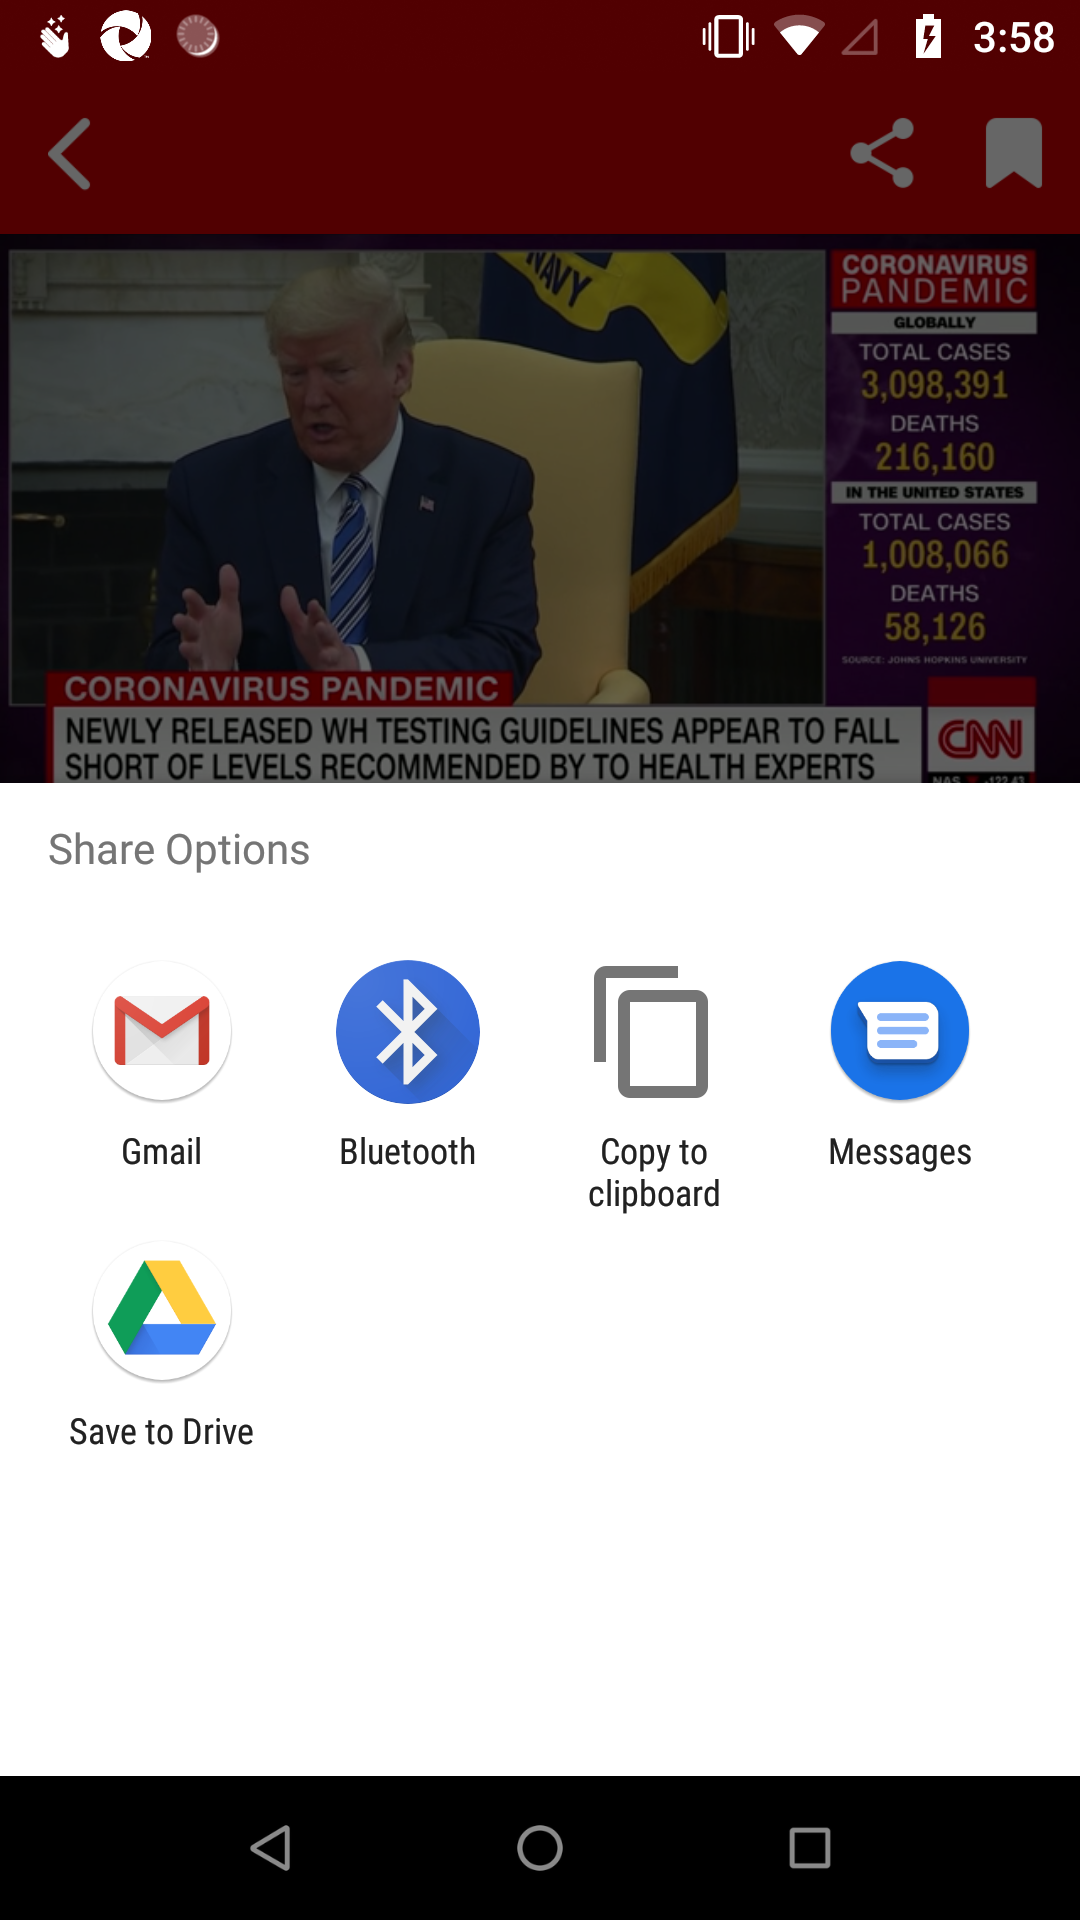 3:58
NAVY
CORONAVIRUS
PANDEMIC
GLOBALLY
TOTAL CASES
3,098,391
DEATHS
216,160
IN THE UNITED STATES
TOTAL CASES
1,008,066
DEATHS
58,126
SOURCE: JOHNS HOPKINS UNIVERSITY
CORONAVIRUS PANDEMIC
NEWLY RELEASED WH TESTING GUIDELINES APPEAR TO FALL
SHORT OF LEVELS RECOMMENDED BY TO HEALTH EXPERTS
CNN
NAS -122.43
Share Options
Gmail
Bluetooth
Copy to
clipboard
Messages
Save to Drive